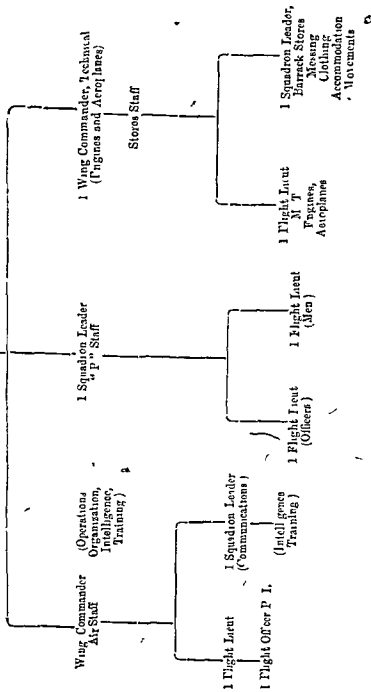 Wing Commander
Air Staff
(Operations
Organization,
Intelligence,
Training)
1 Flight Lieut
1 Flight Officer P I.
1 Squadron Leader
(Communications)
(Intelligence
Training)
1 Squadron Leader
"P" Staff
1 Flight Lieut
(Officers)
1 Flight Lieut
(Men)
1 Wing Commander, Technical
(Engines and Aeroplanes)
Stores Staff
1 Flight Lieut
M T
Engines,
Aeroplanes
1 Squadron Leader,
Barrack Stores
Messing
Clothing
Accommodation
Movements